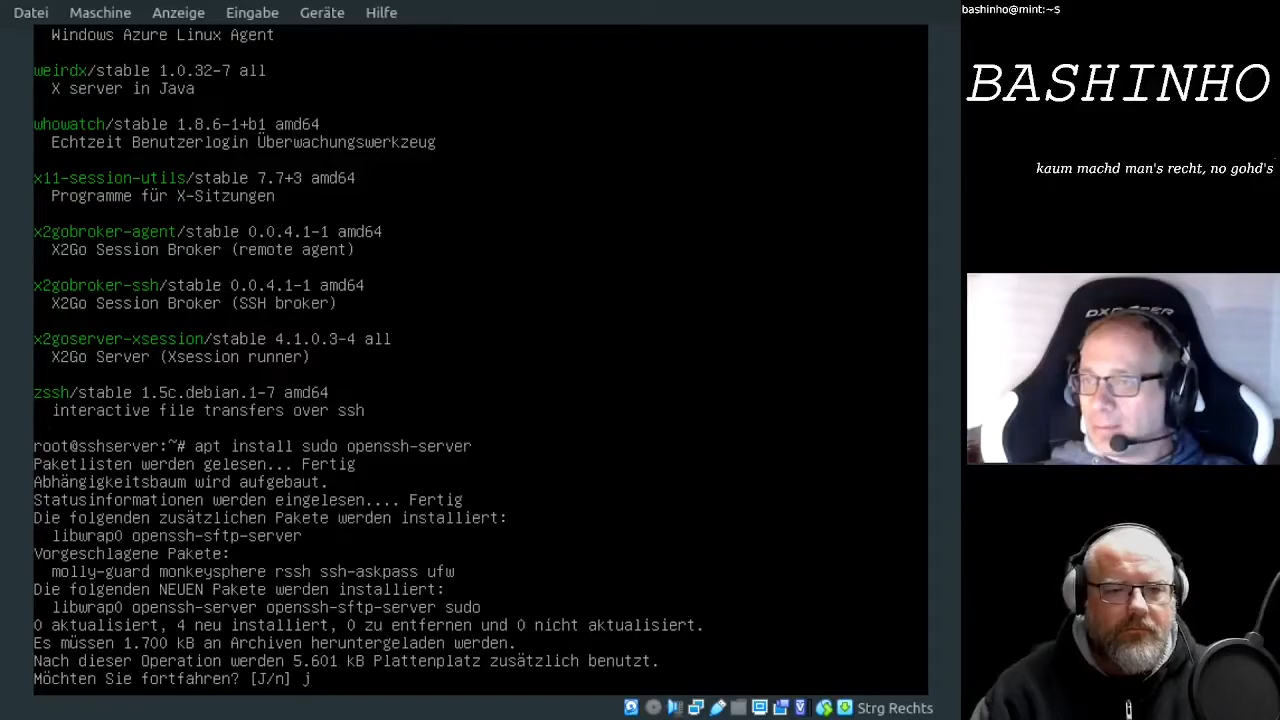 Datei Maschine Anzeige Eingabe Geräte Hilfe
Windows Azure Linux Agent
weirdx/stable 1.0.32-7 all
X server in Java
whowatch/stable 1.8.6-1+b1 amd64
Echtzeit Benutzerlogin Überwachungswerkzeug
x11-session-utils/stable 7.7+3 amd64
Programme für X-Sitzungen
x2gobroker-agent/stable 0.0.4.1-1 amd64
X2Go Session Broker (remote agent)
x2gobroker-ssh/stable 0.0.4.1-1 amd64
X2Go Session Broker (SSH broker)
x2goserver-xsession/stable 4.1.0.3-4 all
X2Go Server (Xsession runner)
zssh/stable 1.5c.debian.1-7 amd64
interactive file transfers over ssh
root@sshserver:~# apt install sudo openssh-server
Paketlisten werden gelesen... Fertig
Abhängigkeitsbaum wird aufgebaut.
Statusinformationen werden eingelesen.... Fertig
Die folgenden zusätzlichen Pakete werden installiert:
libwrap0 openssh-sftp-server
Vorgeschlagene Pakete:
molly-guard monkeysphere rssh ssh-askpass ufw
Die folgenden NEUEN Pakete werden installiert:
libwrap0 openssh-server openssh-sftp-server sudo
0 aktualisiert, 4 neu installiert, 0 zu entfernen und 0 nicht aktualisiert.
Es müssen 1.700 kB an Archiven heruntergeladen werden.
Nach dieser Operation werden 5.601 kB Plattenplatz zusätzlich benutzt.
Möchten Sie fortfahren? [J/n] j
Strg Rechts
bashinho@mint:~$
BASHINHO
kaum machd man's recht, no gohd's